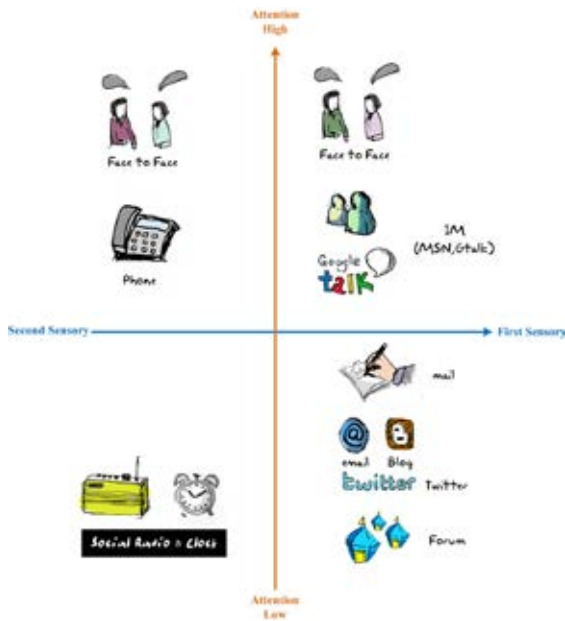 Attention
High
Face to Face
Face to Face
Phone
IM
(MSN,Gtalk)
Google
talk
Second Sensory
First Sensory
mail
@
email
Blog
twitter
Twitter
Social Radio & Clock
Forum
Attention
Low